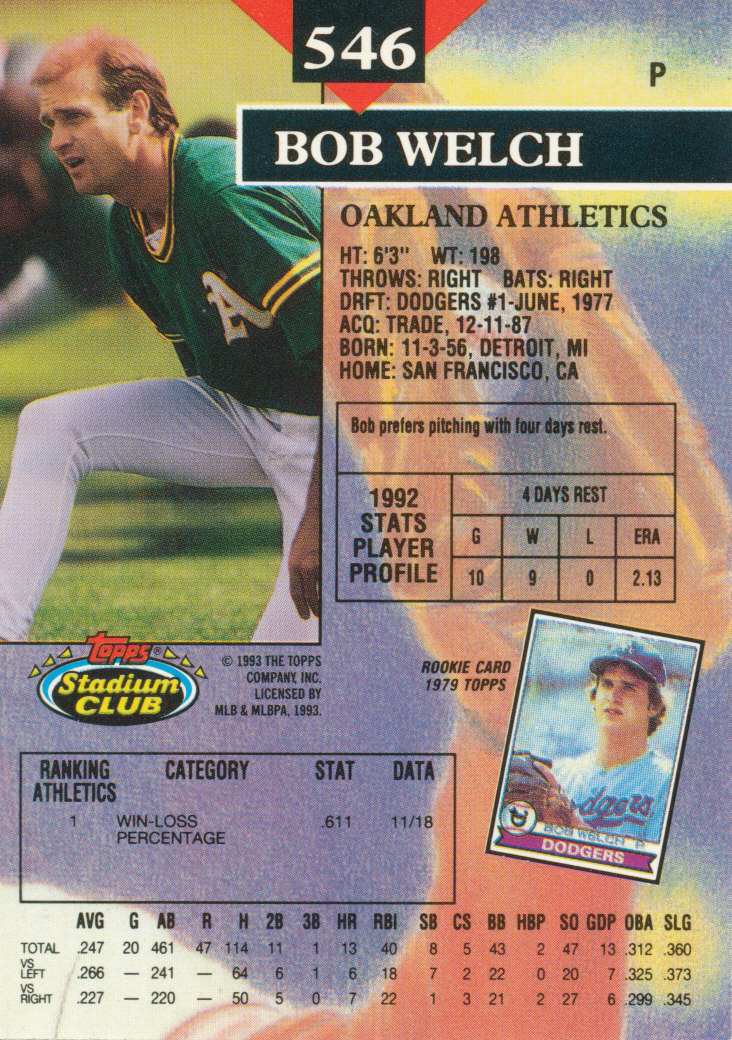 546
P
BOB WELCH
OAKLAND ATHLETICS
HT: 6'3" WT: 198
THROWS: RIGHT BATS: RIGHT
DRFT: DODGERS #1-JUNE, 1977
ACQ: TRADE, 12-11-87
BORN: 11-3-56, DETROIT, MI
HOME: SAN FRANCISCO, CA
A
Bob prefers pitching with four days rest.
1992 STATS PLAYER PROFILE
4 DAYS REST
G W L ERA
10 9 0 2.13
TOPPS®
Stadium
CLUB
© 1993 THE TOPPS
COMPANY, INC.
LICENSED BY
MLB & MLBPA, 1993.
ROOKIE CARD
1979 TOPPS
dgers
BOB WELCH P
DODGERS
RANKING ATHLETICS CATEGORY STAT DATA
1 WIN-LOSS PERCENTAGE .611 11/18
AVG G AB R H 2B 3B HR RBI SB CS BB HBP SO GDP OBA SLG
TOTAL .247 20 461 47 114 11 1 13 40 8 5 43 2 47 13 .312 .360
VS LEFT .266 — 241 — 64 6 1 6 18 7 2 22 0 20 7 .325 .373
VS RIGHT .227 — 220 — 50 5 0 7 22 1 3 21 2 27 6 .299 .345